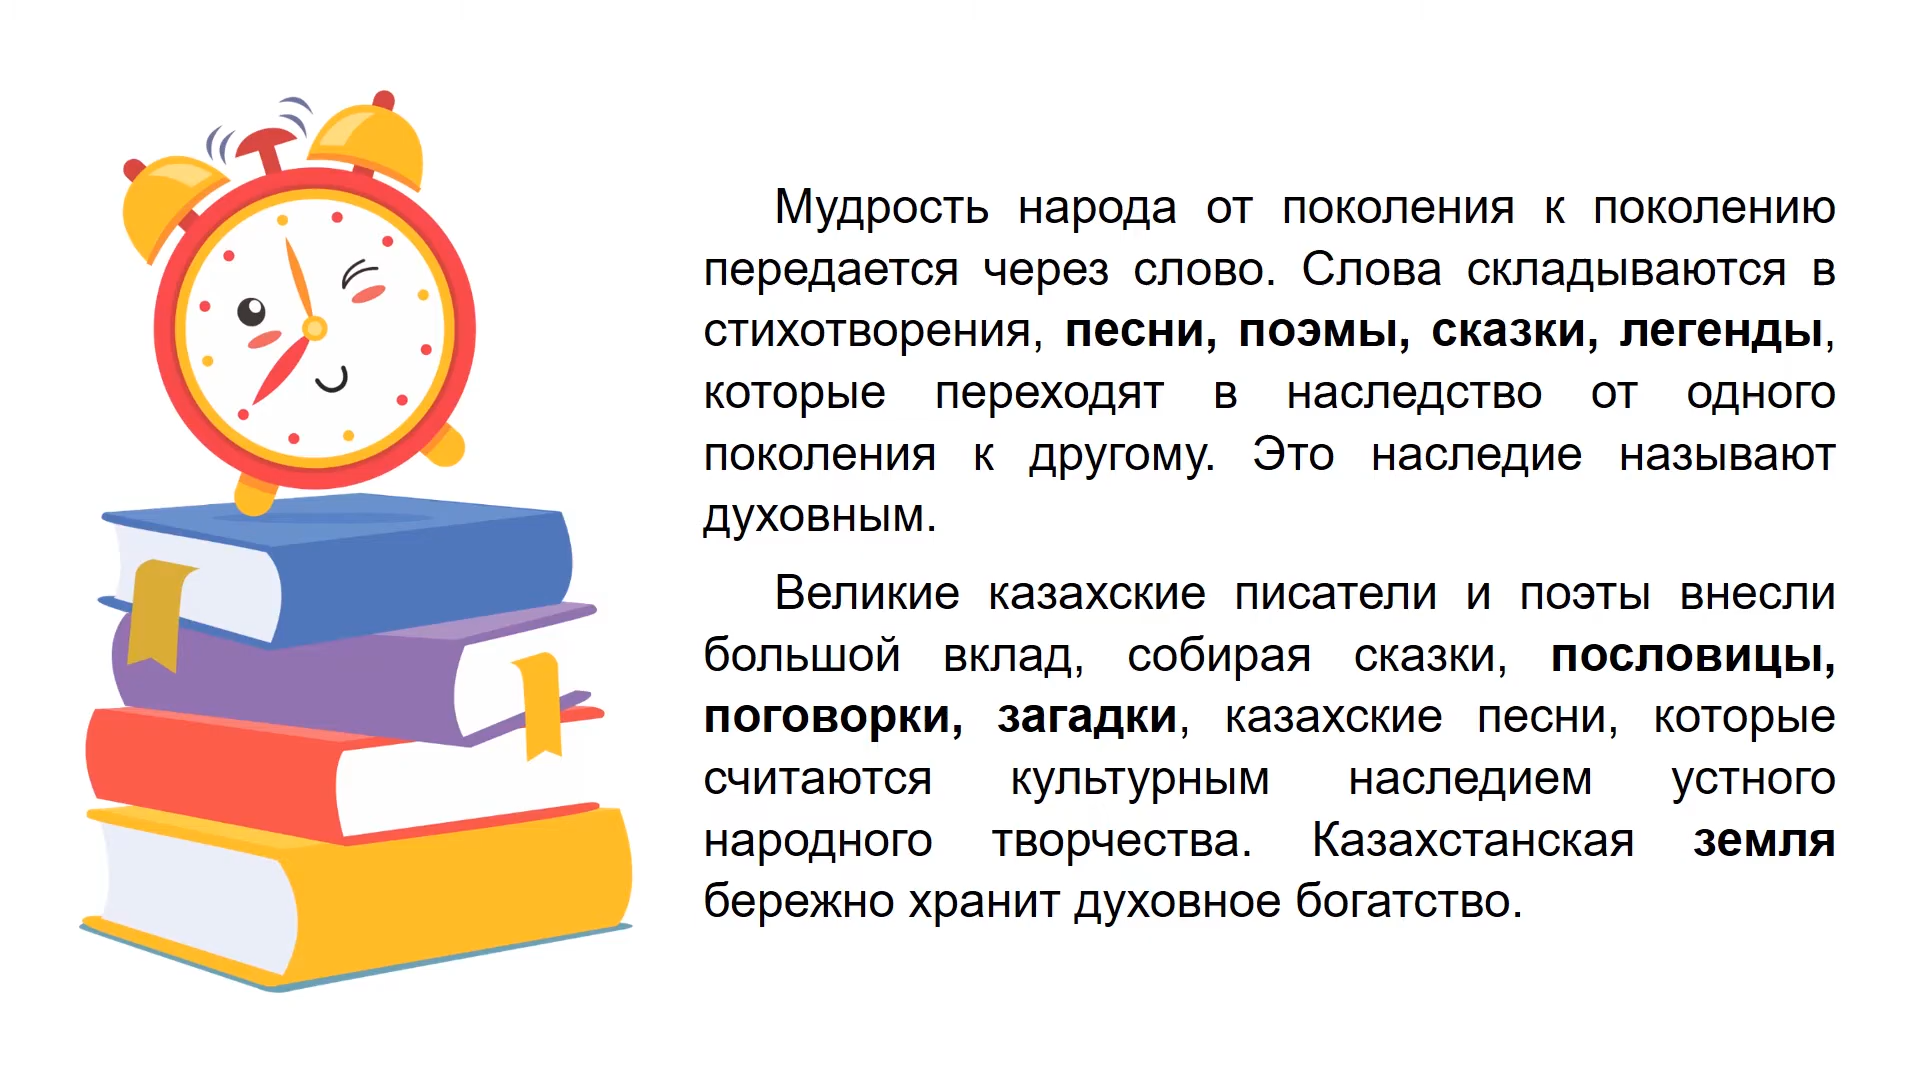 Мудрость народа от поколения к поколению
передается через слово. Слова складываются в
стихотворения, песни, поэмы, сказки, легенды,
которые переходят в наследство от одного
поколения к другому. Это наследие называют
духовным.
Великие казахские писатели и поэты внесли
большой вклад, собирая сказки, пословицы,
поговорки, загадки, казахские песни, которые
считаются культурным наследием устного
народного творчества. Казахстанская земля
бережно хранит духовное богатство.